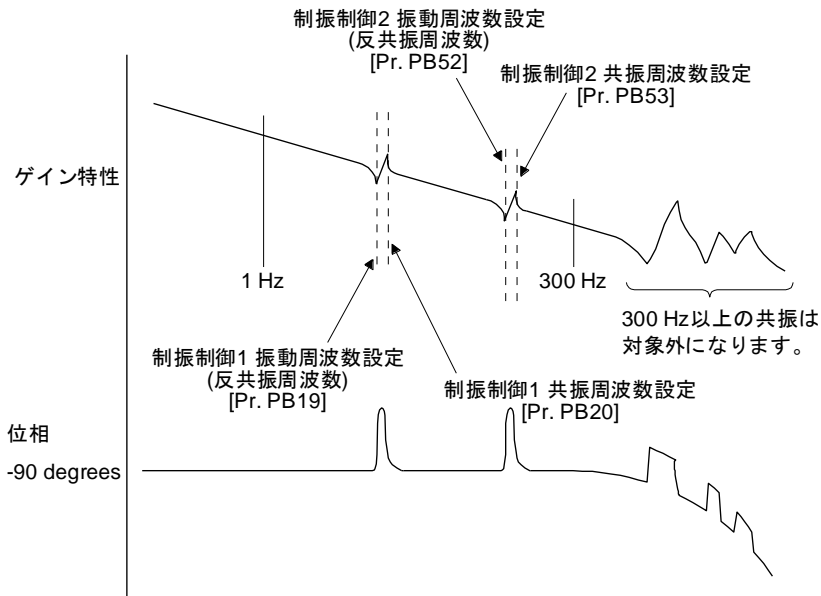 制振制御2 振動周波数設定
(反共振周波数)
[Pr. PB52]
制振制御2 共振周波数設定
[Pr. PB53]
ゲイン特性
1 Hz
300 Hz
300 Hz以上の共振は
対象外になります。
制振制御1 振動周波数設定
(反共振周波数)
[Pr. PB19]
制振制御1 共振周波数設定
[Pr. PB20]
位相
-90 degrees